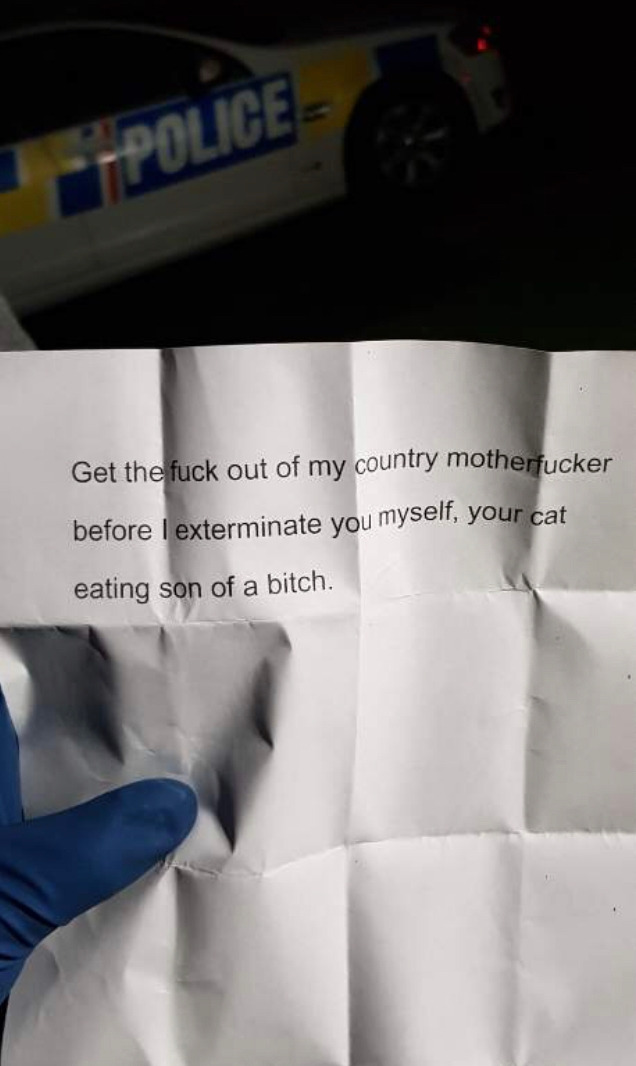 POLICE
Get the fuck out of my country motherfucker
before I exterminate you myself, your cat
eating son of a bitch.